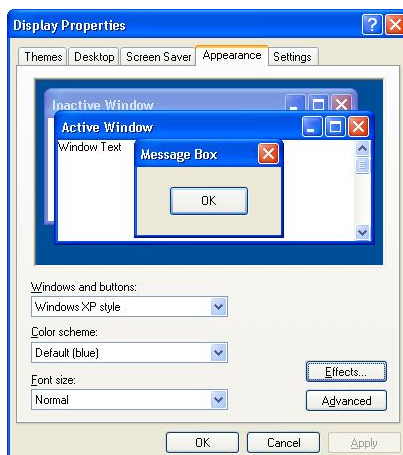 Display Properties
Themes Desktop Screen Saver Appearance Settings
Inactive Window
Active Window
Window Text
Message Box
OK
Windows and buttons:
Windows XP style
Color scheme:
Default (blue)
Effects...
Font size:
Normal
Advanced
OK Cancel Apply